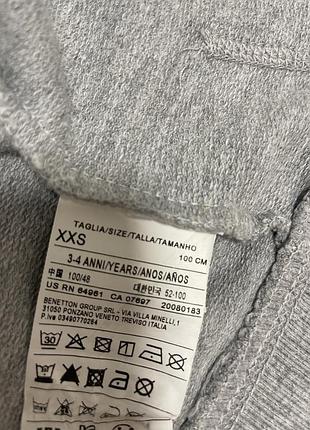 TAGLIA/SIZE/TALLA/TAMANHO
XXS 100 CM
3-4 ANNI/YEARS/ANOS/AÑOS
中国 100/48 대한민국 52-100
US RN 64961 CA 07697 20080183
BENETTON GROUP SRL - VIA VILLA MINELLI, 1
31050 PONZANO VENETO TREVISO ITALIA
P.iva 03490770264
30